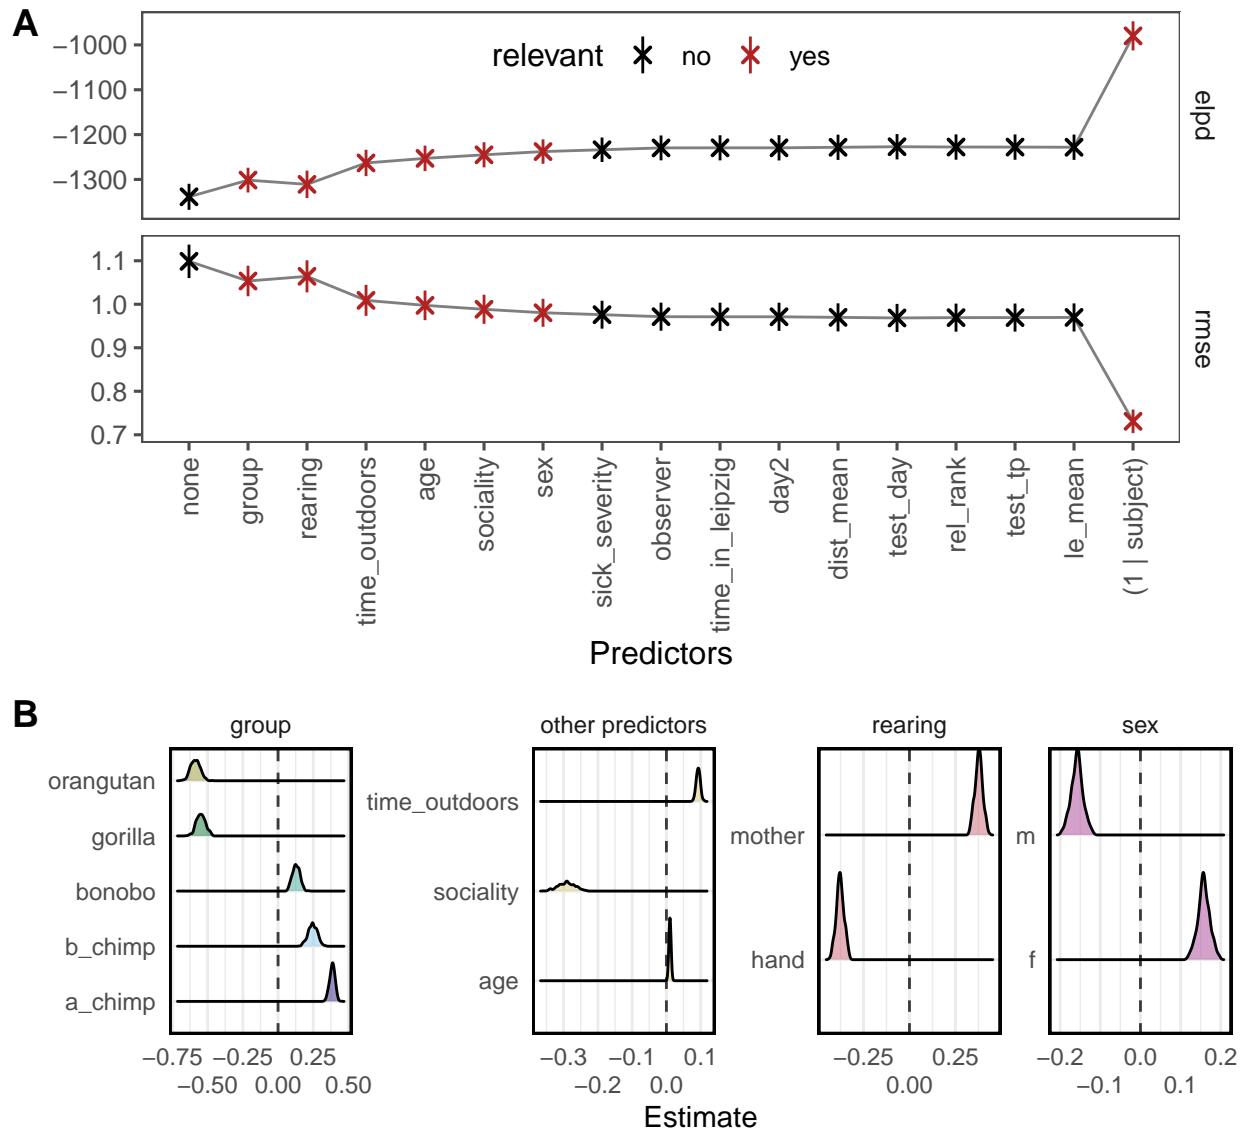 A
relevant no yes
−1000
−1100
−1200
−1300
elpd
1.1
1.0
0.9
0.8
0.7
rmse
none
group
rearing
time_outdoors
age
sociality
sex
sick_severity
observer
time_in_leipzig
day2
dist_mean
test_day
rel_rank
test_tp
le_mean
(1 | subject)
Predictors
B
group
orangutan
gorilla
bonobo
b_chimp
a_chimp
−0.75 −0.25 0.25
−0.50 0.00 0.50
other predictors
time_outdoors
sociality
age
−0.3 −0.1 0.1
−0.2 0.0
rearing
mother
hand
−0.25 0.25
0.00
sex
m
f
−0.2 0.0 0.2
−0.1 0.1
Estimate